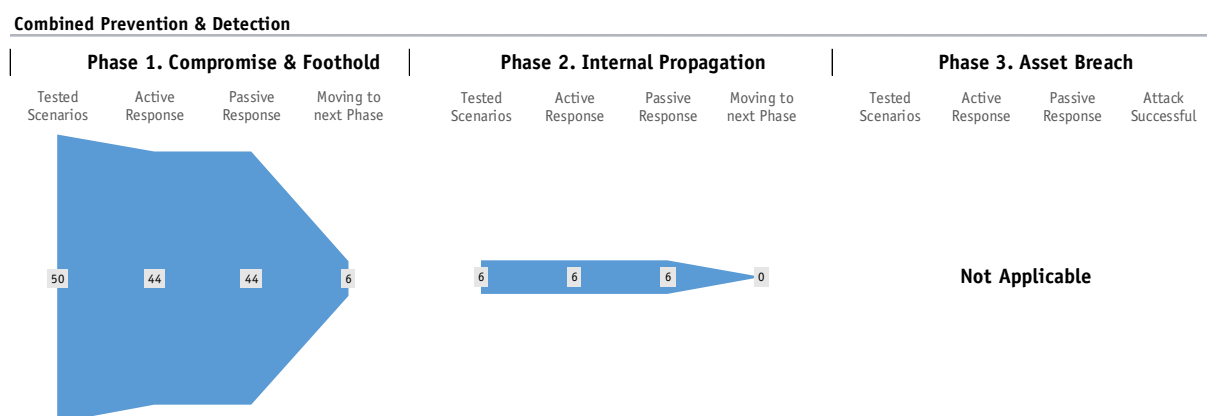 Combined Prevention & Detection
Phase 1. Compromise & Foothold
Phase 2. Internal Propagation
Phase 3. Asset Breach
Tested Scenarios
Active Response
Passive Response
Moving to next Phase
Tested Scenarios
Active Response
Passive Response
Moving to next Phase
Tested Scenarios
Active Response
Passive Response
Attack Successful
50
44
44
6
6
6
6
0
Not Applicable